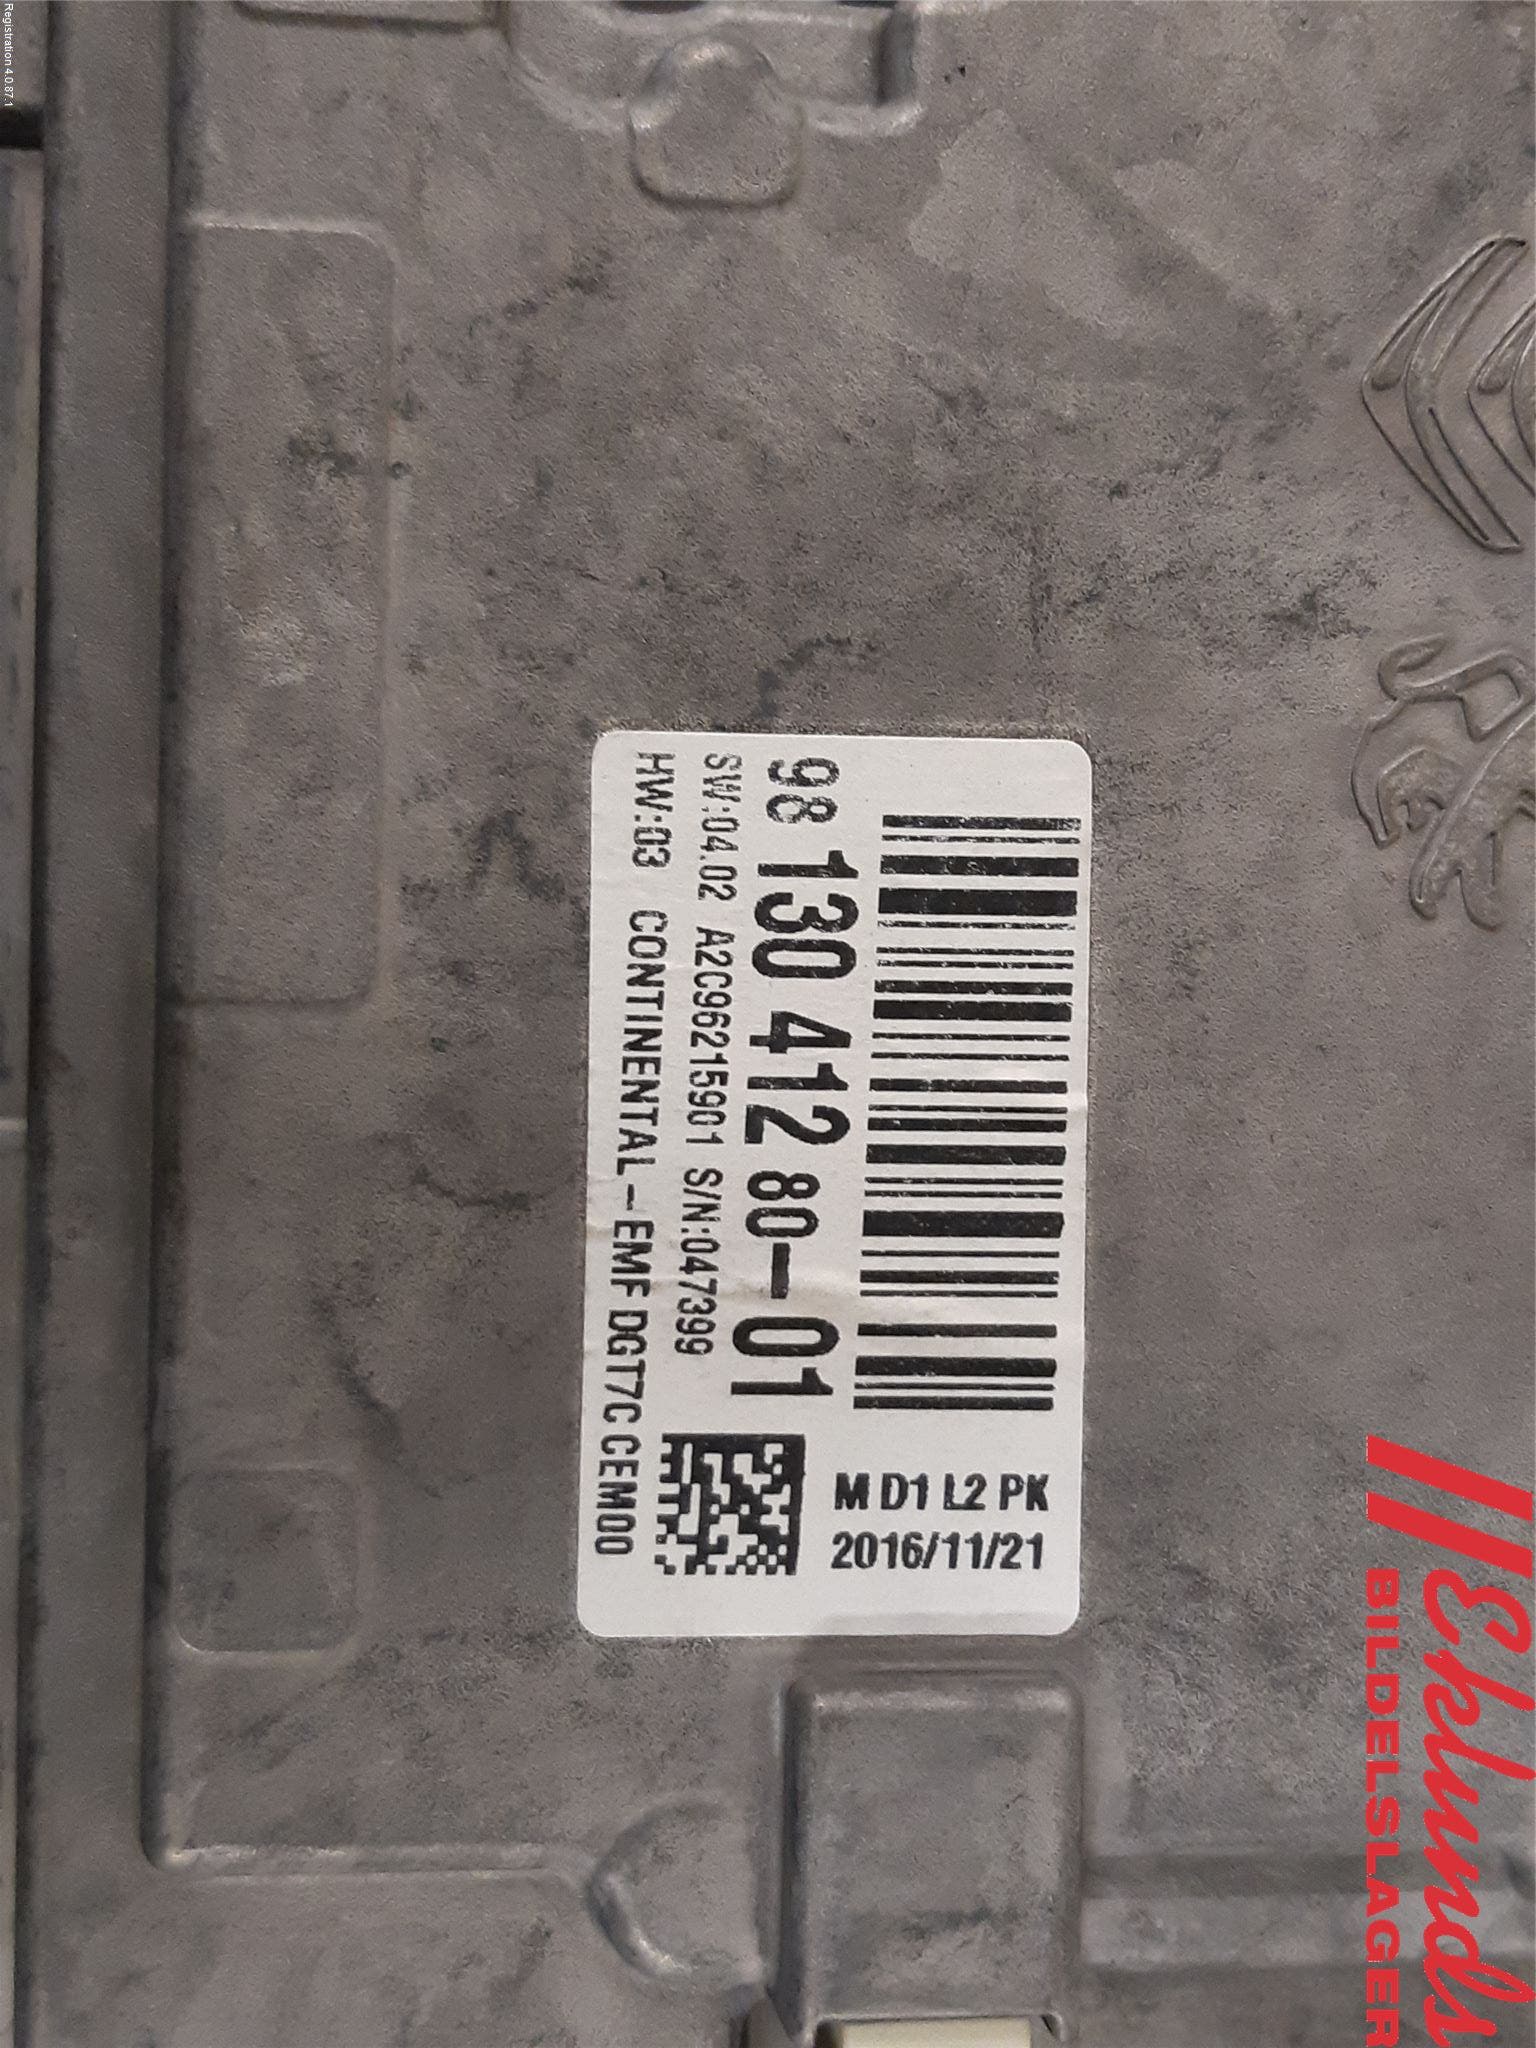 Registration 4.0.87.1
98 130 412 80-01
SW:04.02 A2C96215901 S/N:047399
HW:03 CONTINENTAL-EMF DGT7C CEM00
M D1 L2 PK
2016/11/21
Eklunds
BILDELSLAGER